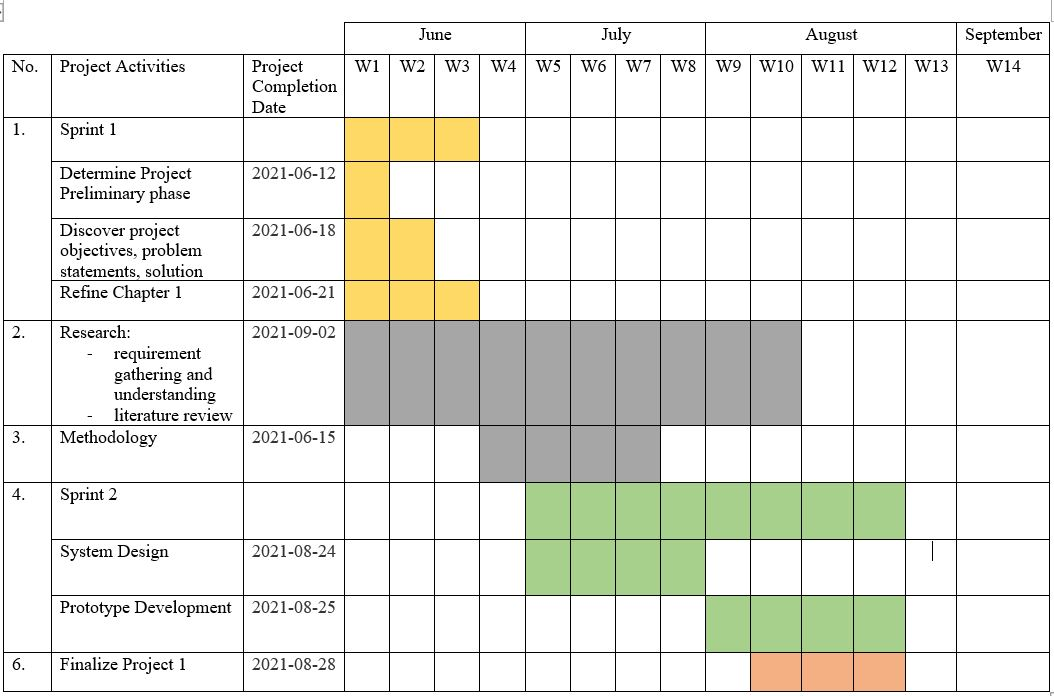 June July August September
No. Project Activities Project W1 W2 W3 W4 W5 W6 W7 W8 W9 W10 W11 W12 W13 W14
Completion
Date
1. Sprint 1
Determine Project 2021-06-12
Preliminary phase
Discover project 2021-06-18
objectives, problem
statements, solution
Refine Chapter 1 2021-06-21
2. Research: 2021-09-02
- requirement
gathering and
understanding
- literature review
3. Methodology 2021-06-15
4. Sprint 2
System Design 2021-08-24
Prototype Development 2021-08-25
6. Finalize Project 1 2021-08-28